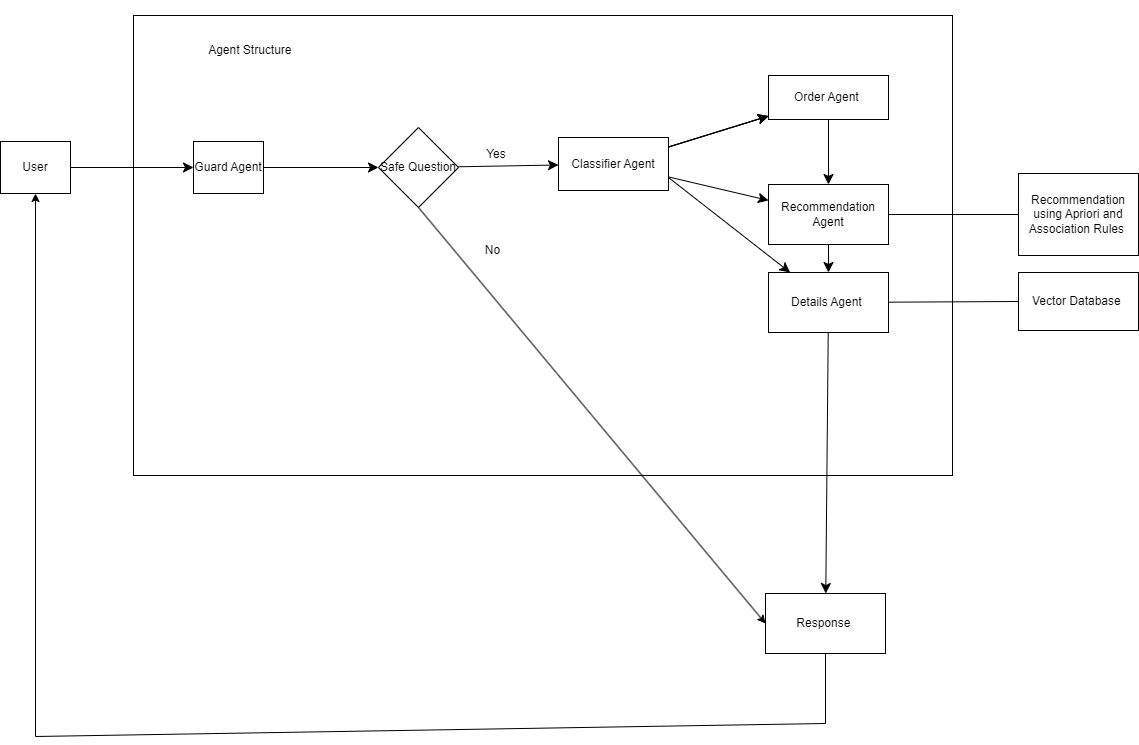 Agent Structure
Order Agent
User
Guard Agent
Safe Question
Yes
Classifier Agent
Recommendation
Agent
Recommendation
using Apriori and
Association Rules
No
Details Agent
Vector Database
Response